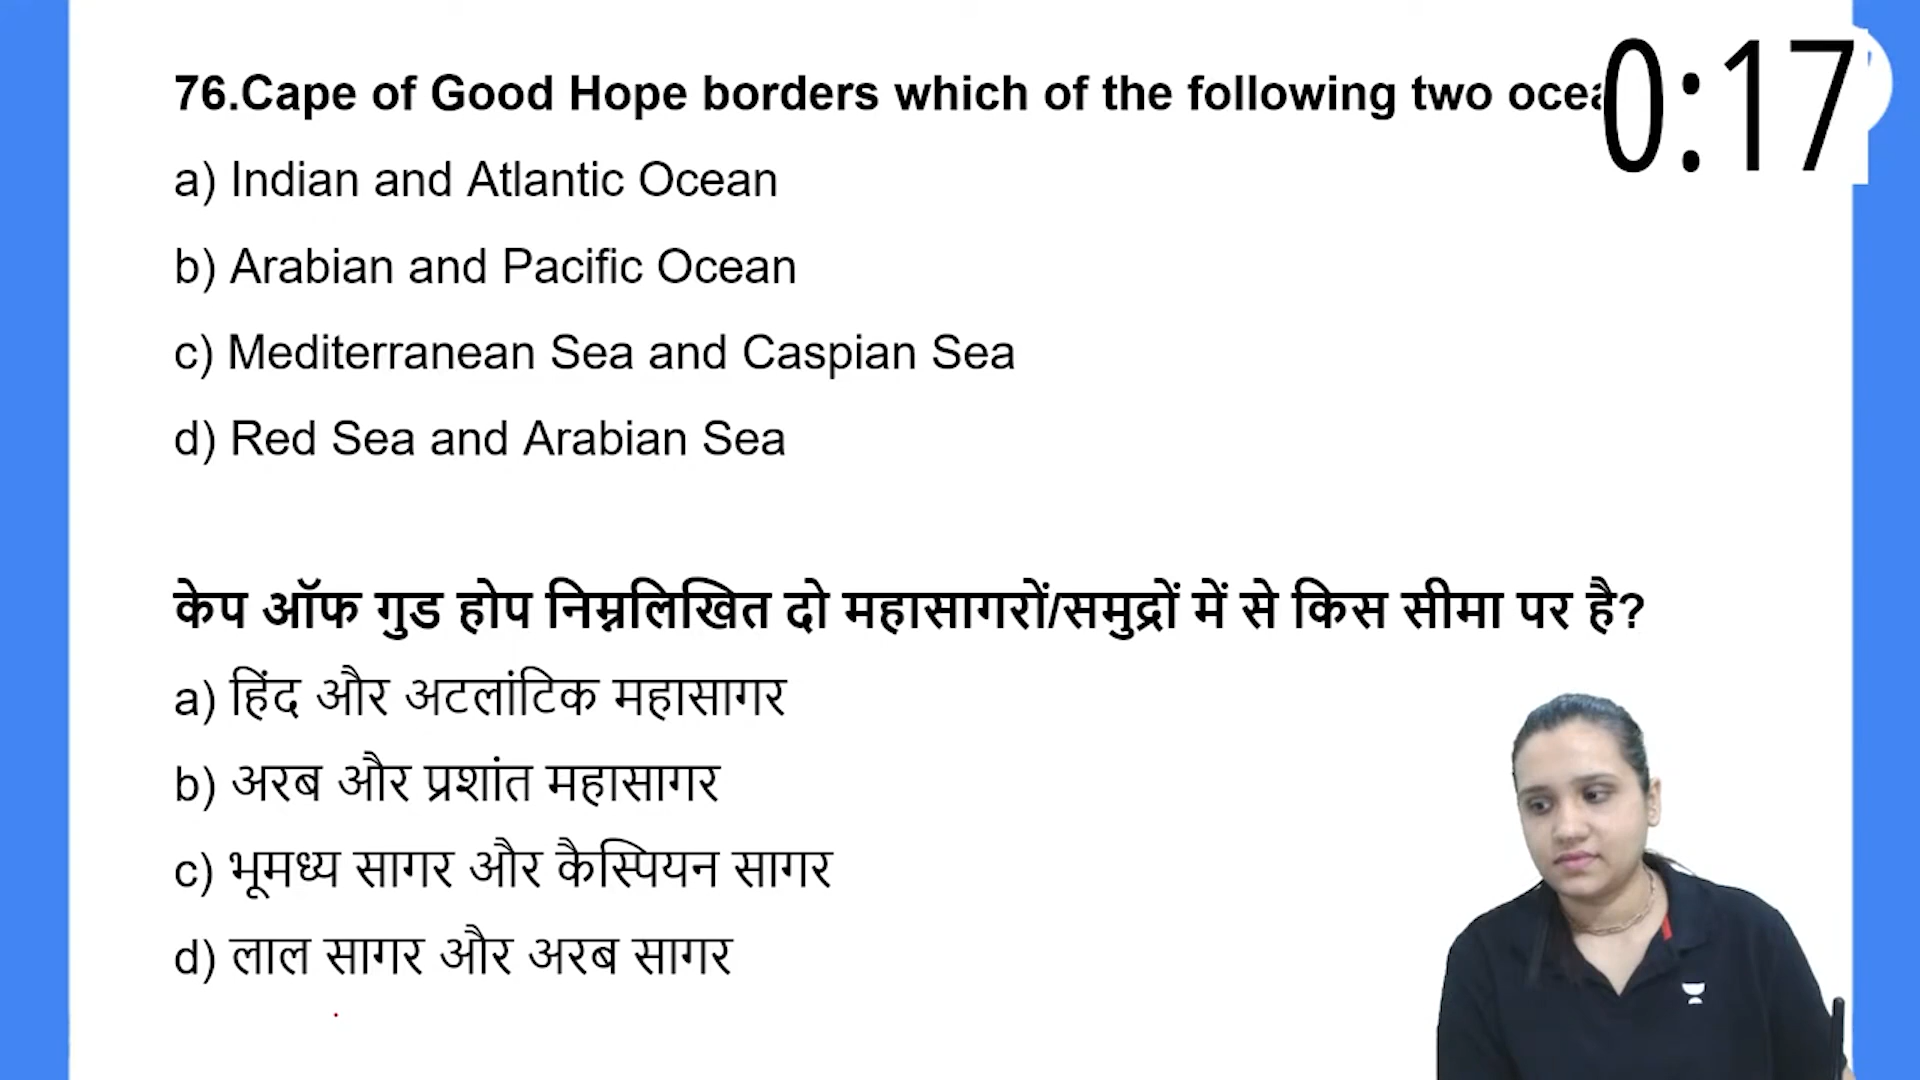 76.Cape of Good Hope borders which of the following two
0:17
a) Indian and Atlantic Ocean
b) Arabian and Pacific Ocean
c) Mediterranean Sea and Caspian Sea
d) Red Sea and Arabian Sea
केप ऑफ गुड होप निम्नलिखित दो महासागरों/समुद्रों में से किस सीमा पर है?
a) हिंद और अटलांटिक महासागर
b) अरब और प्रशांत महासागर
c) भूमध्य सागर और कैस्पियन सागर
d) लाल सागर और अरब सागर